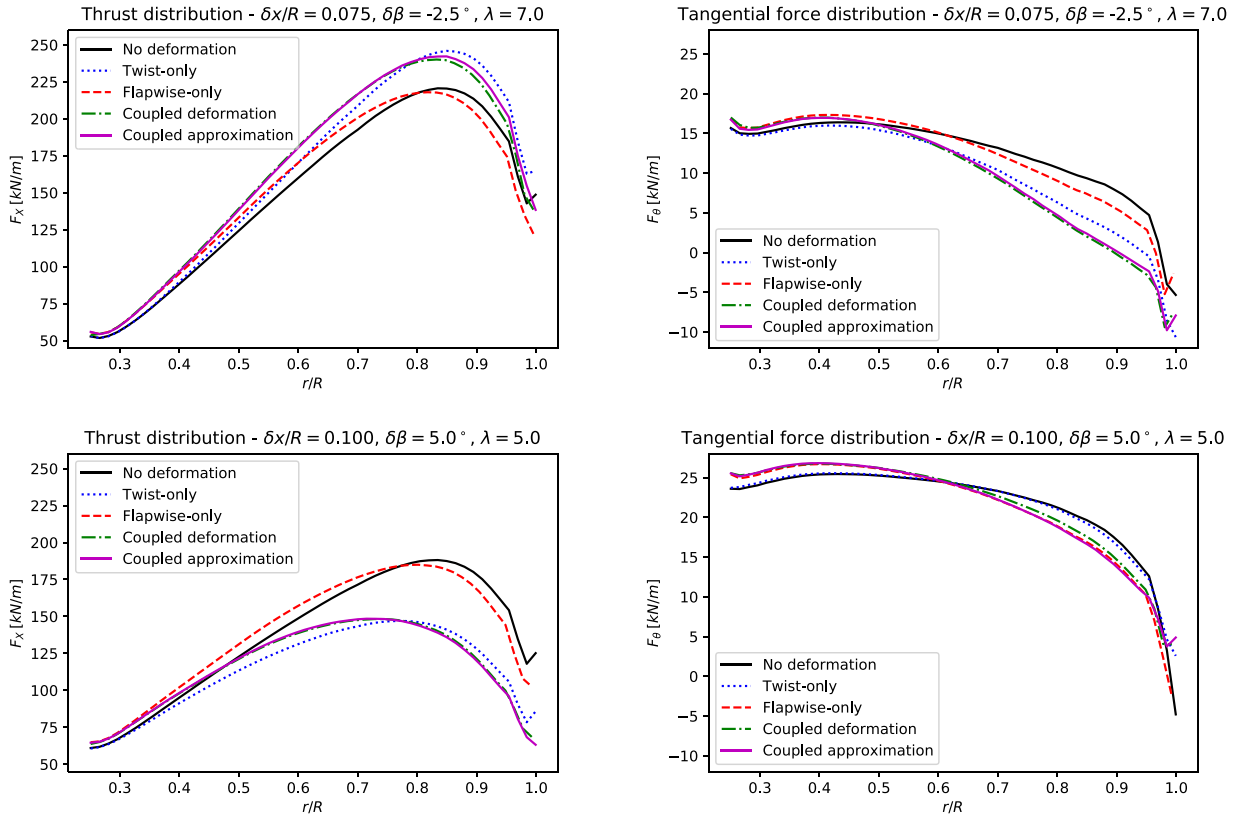 Thrust distribution - δx/R = 0.075, δβ = -2.5°, λ = 7.0
250
225
200
175
150
125
100
75
50
F_X [kN/m]
No deformation
Twist-only
Flapwise-only
Coupled deformation
Coupled approximation
0.3 0.4 0.5 0.6 0.7 0.8 0.9 1.0
r/R
Tangential force distribution - δx/R = 0.075, δβ = -2.5°, λ = 7.0
25
20
15
10
5
0
−5
−10
F_θ [kN/m]
No deformation
Twist-only
Flapwise-only
Coupled deformation
Coupled approximation
0.3 0.4 0.5 0.6 0.7 0.8 0.9 1.0
r/R
Thrust distribution - δx/R = 0.100, δβ = 5.0°, λ = 5.0
250
225
200
175
150
125
100
75
50
F_X [kN/m]
No deformation
Twist-only
Flapwise-only
Coupled deformation
Coupled approximation
0.3 0.4 0.5 0.6 0.7 0.8 0.9 1.0
r/R
Tangential force distribution - δx/R = 0.100, δβ = 5.0°, λ = 5.0
25
20
15
10
5
0
−5
−10
F_θ [kN/m]
No deformation
Twist-only
Flapwise-only
Coupled deformation
Coupled approximation
0.3 0.4 0.5 0.6 0.7 0.8 0.9 1.0
r/R